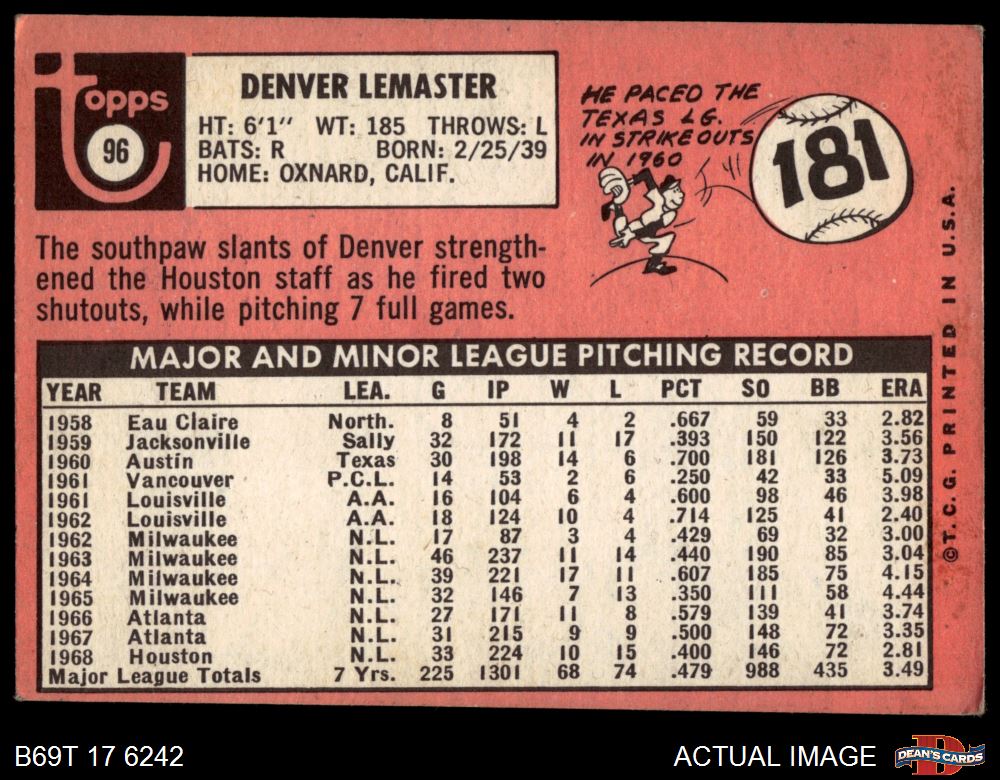 topps
96
DENVER LEMASTER
HT: 6'1" WT: 185 THROWS: L
BATS: R BORN: 2/25/39
HOME: OXNARD, CALIF.
HE PACED THE
TEXAS LG.
IN STRIKEOUTS
IN 1960
181
The southpaw slants of Denver strength-
ened the Houston staff as he fired two
shutouts, while pitching 7 full games.
MAJOR AND MINOR LEAGUE PITCHING RECORD
YEAR TEAM LEA. G IP W L PCT SO BB ERA
1958 Eau Claire North. 8 51 4 2 .667 59 33 2.82
1959 Jacksonville Sally 32 172 11 17 .393 150 122 3.56
1960 Austin Texas 30 198 14 6 .700 181 126 3.73
1961 Vancouver P.C.L. 14 53 2 6 .250 42 33 5.09
1961 Louisville A.A. 16 104 6 4 .600 98 46 3.98
1962 Louisville A.A. 18 124 10 4 .714 125 41 2.40
1962 Milwaukee N.L. 17 87 3 4 .429 69 32 3.00
1963 Milwaukee N.L. 46 237 11 14 .440 190 85 3.04
1964 Milwaukee N.L. 39 221 17 11 .607 185 75 4.15
1965 Milwaukee N.L. 32 146 7 13 .350 111 58 4.44
1966 Atlanta N.L. 27 171 11 8 .579 139 41 3.74
1967 Atlanta N.L. 31 215 9 9 .500 148 72 3.35
1968 Houston N.L. 33 224 10 15 .400 146 72 2.81
Major League Totals 7 Yrs. 225 1301 68 74 .479 988 435 3.49
©T.C.G. PRINTED IN U.S.A.
B69T 17 6242
ACTUAL IMAGE
DEAN'S CARDS